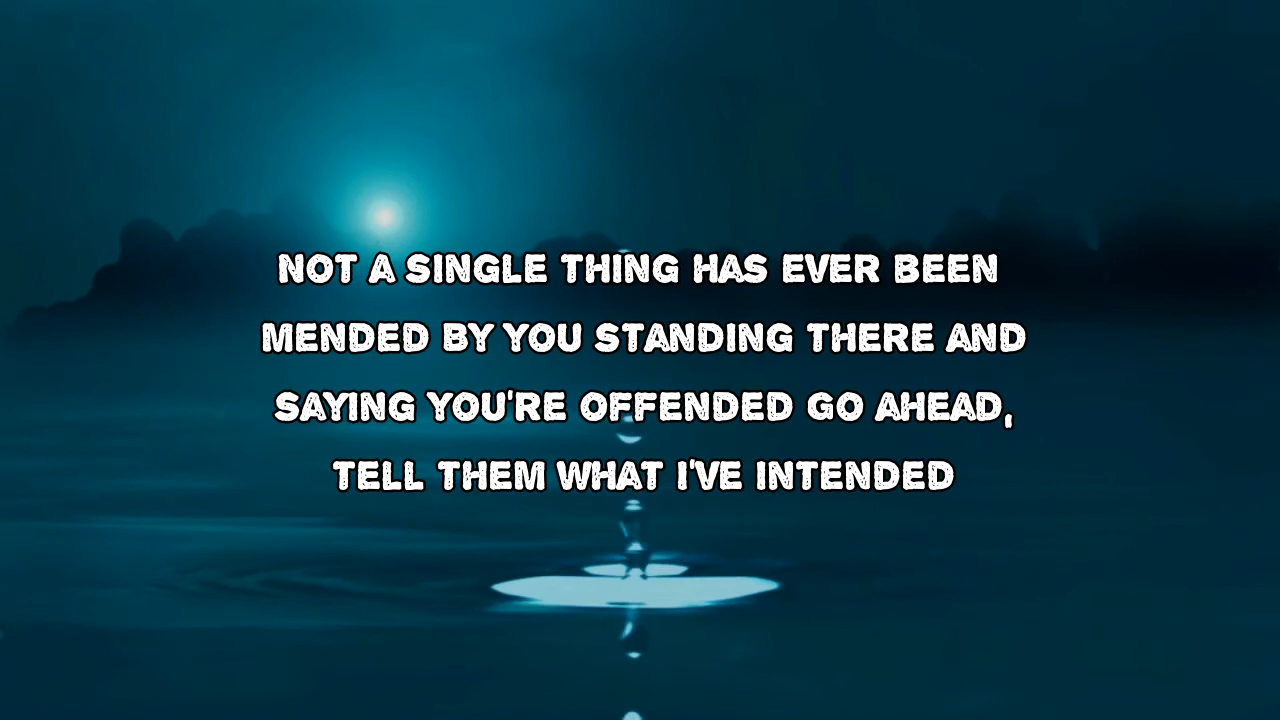 NOT A SINGLE THING HAS EVER BEEN
MENDED BY YOU STANDING THERE AND
SAYING YOU'RE OFFENDED GO AHEAD,
TELL THEM WHAT I'VE INTENDED